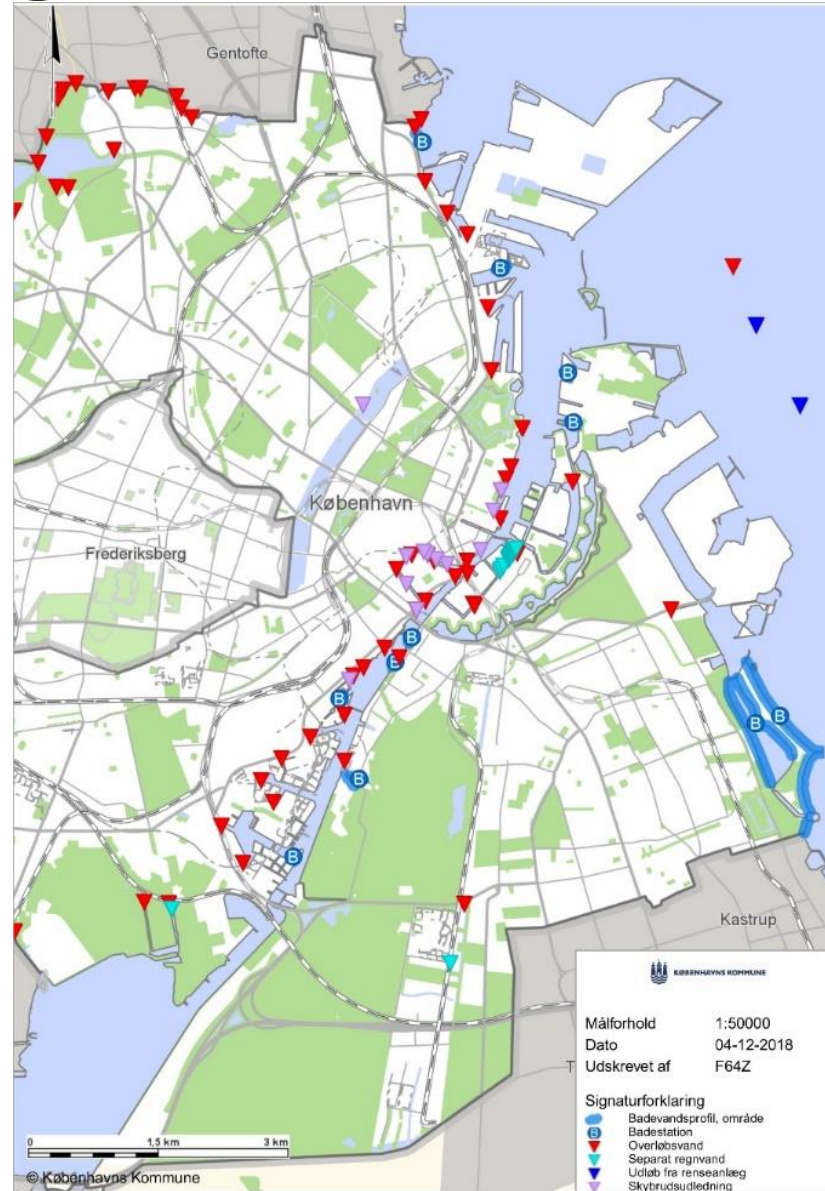 Gentofte
B
B
B
B
København
Frederiksberg
B
B
B
B
B
B
B
Kastrup
KØBENHAVNS KOMMUNE
Målforhold 1:50000
Dato 04-12-2018
Udskrevet af F64Z
T
Signaturforklaring
Badevandsprofil, område
B Badestation
Overløbsvand
Separat regnvand
Udløb fra renseanlæg
Skybrudsudledning
0 1,5 km 3 km
© Københavns Kommune